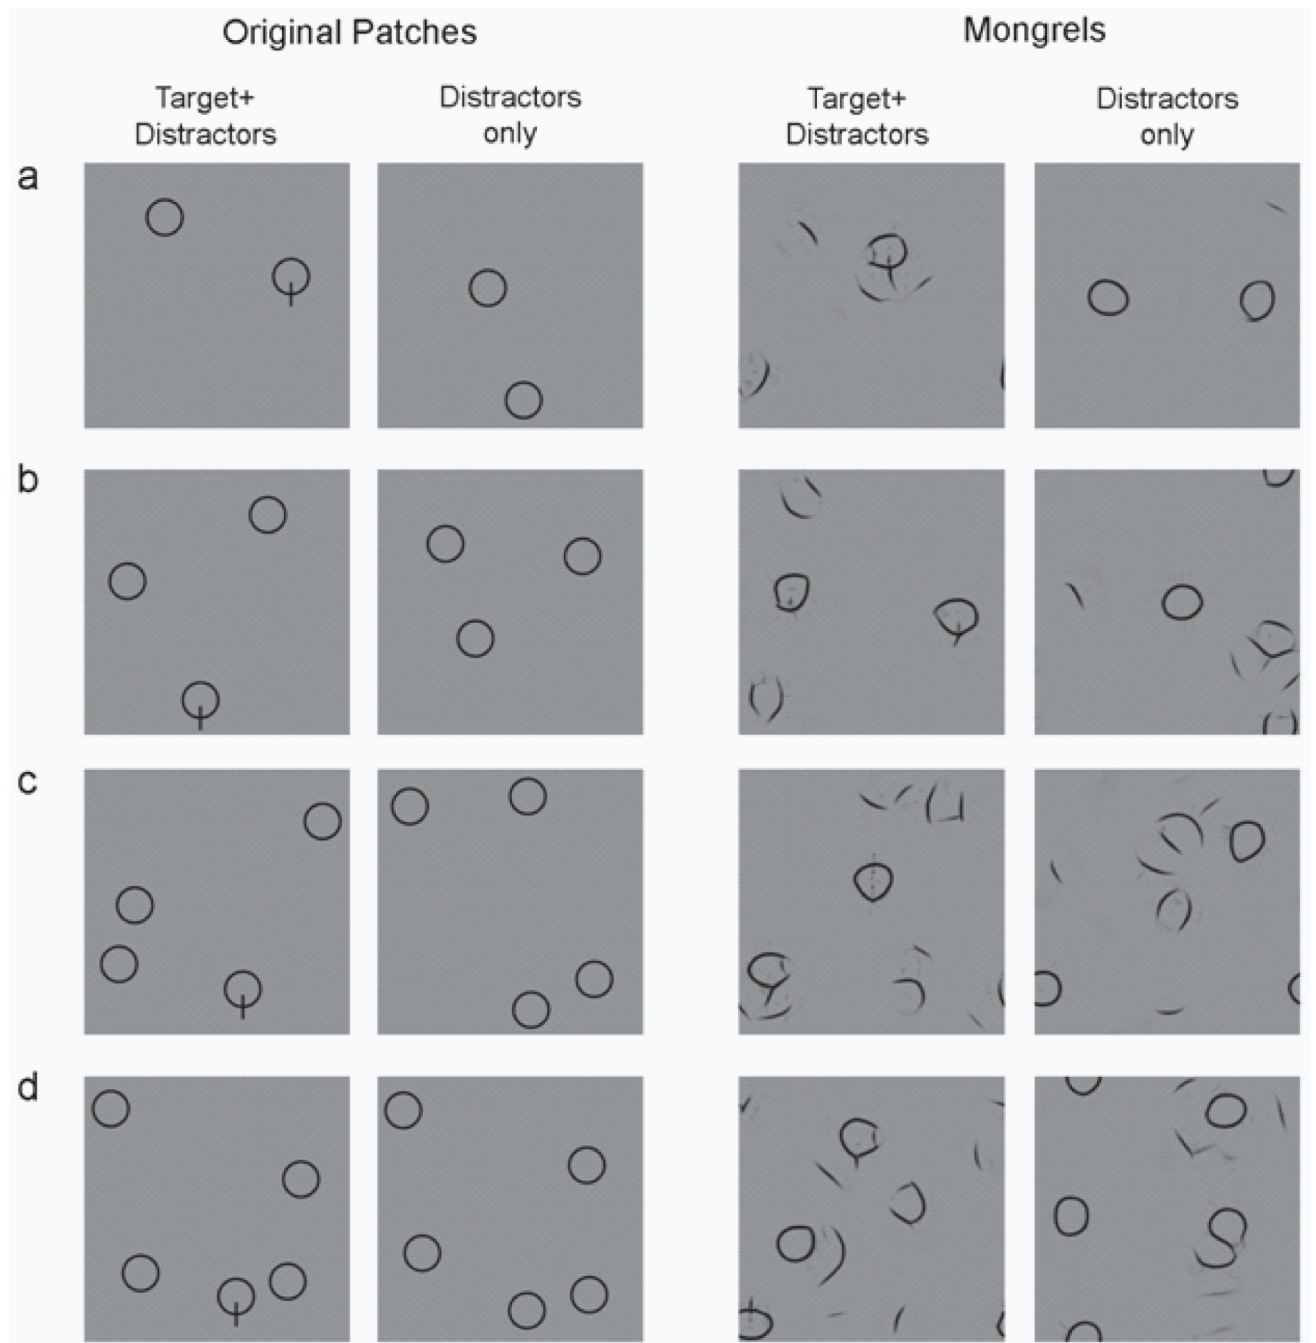 Original Patches
Mongrels
Target+
Distractors
Distractors
only
Target+
Distractors
Distractors
only
a
b
c
d